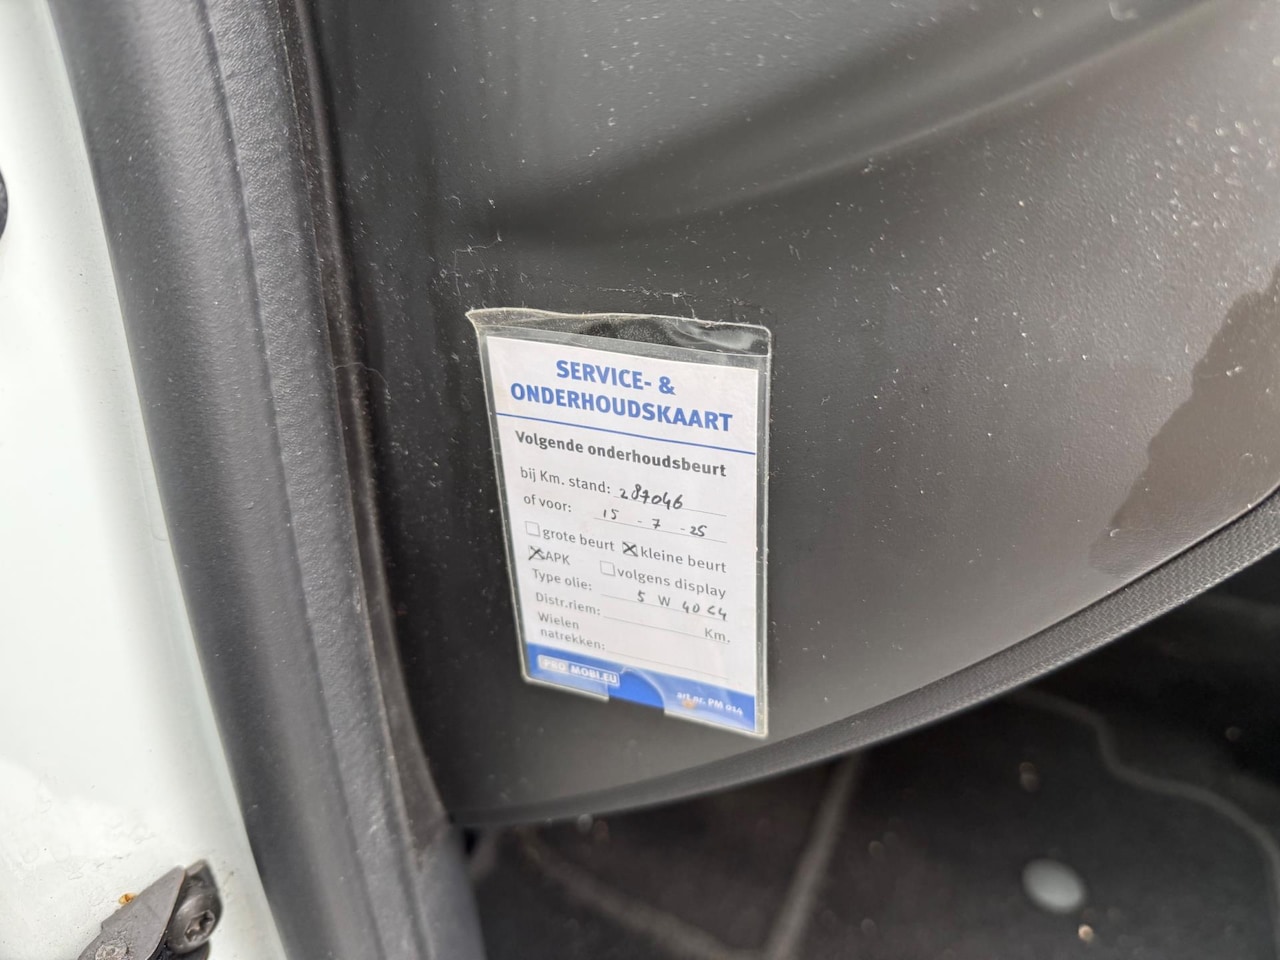 SERVICE- &
ONDERHOUDSKAART
Volgende onderhoudsbeurt
bij Km. stand: 287046
of voor: 15 - 7 - 25
grote beurt kleine beurt
APK volgens display
Type olie: 5 W 40 C4
Distr.riem: Km.
Wielen
natrekken:
PRO MOBI.EU art.nr. PM 014